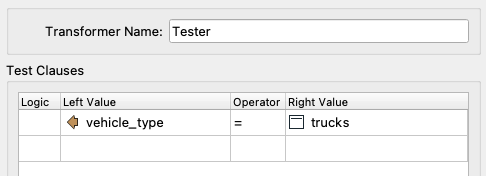 Transformer Name: Tester
Test Clauses
Logic Left Value Operator Right Value
vehicle_type = trucks